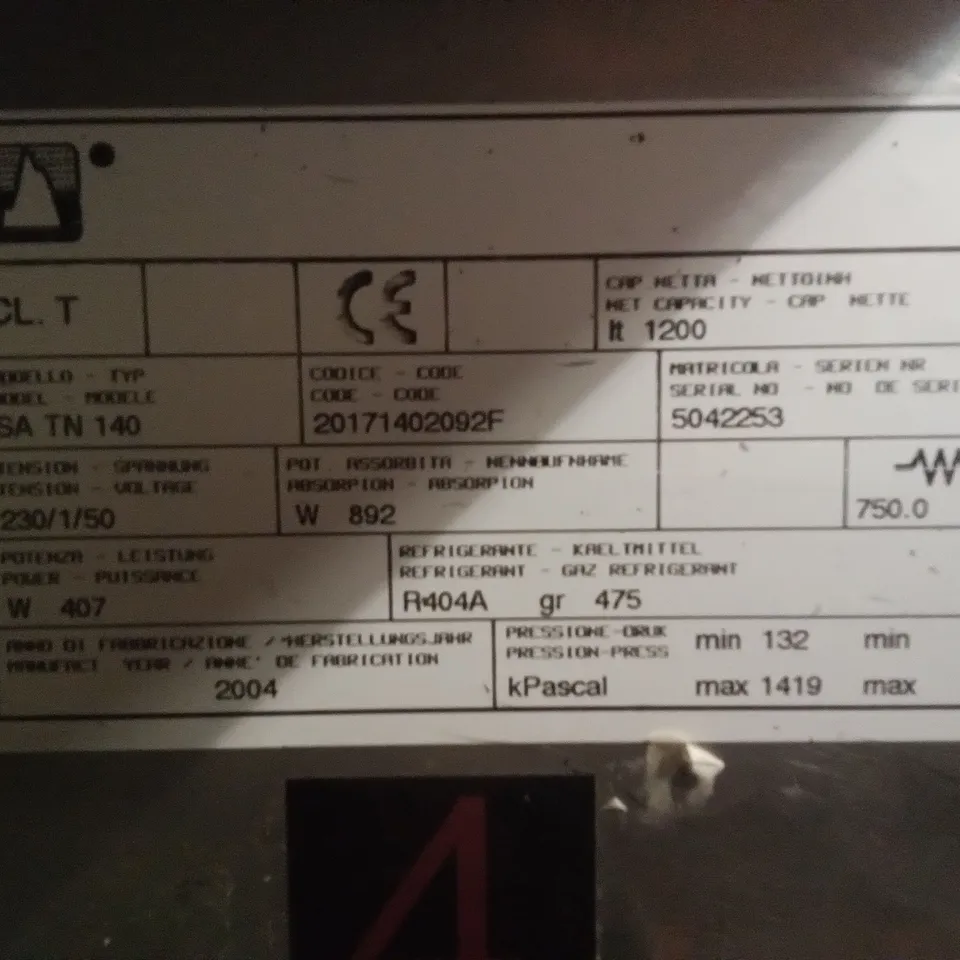 CL. T
CE
CAP NETTA - NETTOINH
NET CAPACITY - CAP NETTE
lt 1200
MODELLO - TYP
MODEL - MODELE
SA TN 140
CODICE - CODE
CODE - CODE
20171402092F
MATRICOLA - SERIEN NR
SERIAL NO - NO DE SERI
5042253
TENSION - SPANNUNG
TENSION - VOLTAGE
230/1/50
POT. ASSORBITA - NENNAUFNHAME
ABSORPION - ABSORPION
W 892
750.0
POTENZA - LEISTUNG
POWER - PUISSANCE
W 407
REFRIGERANTE - KAELTMITTEL
REFRIGERANT - GAZ REFRIGERANT
R404A gr 475
ANNO DI FABBRICAZIONE / HERSTELLUNGSJAHR
MANUFACT YEAR / ANNE' DE FABRICATION
2004
PRESSIONE-DRUK
PRESSION-PRESS
kPascal
min 132 min
max 1419 max